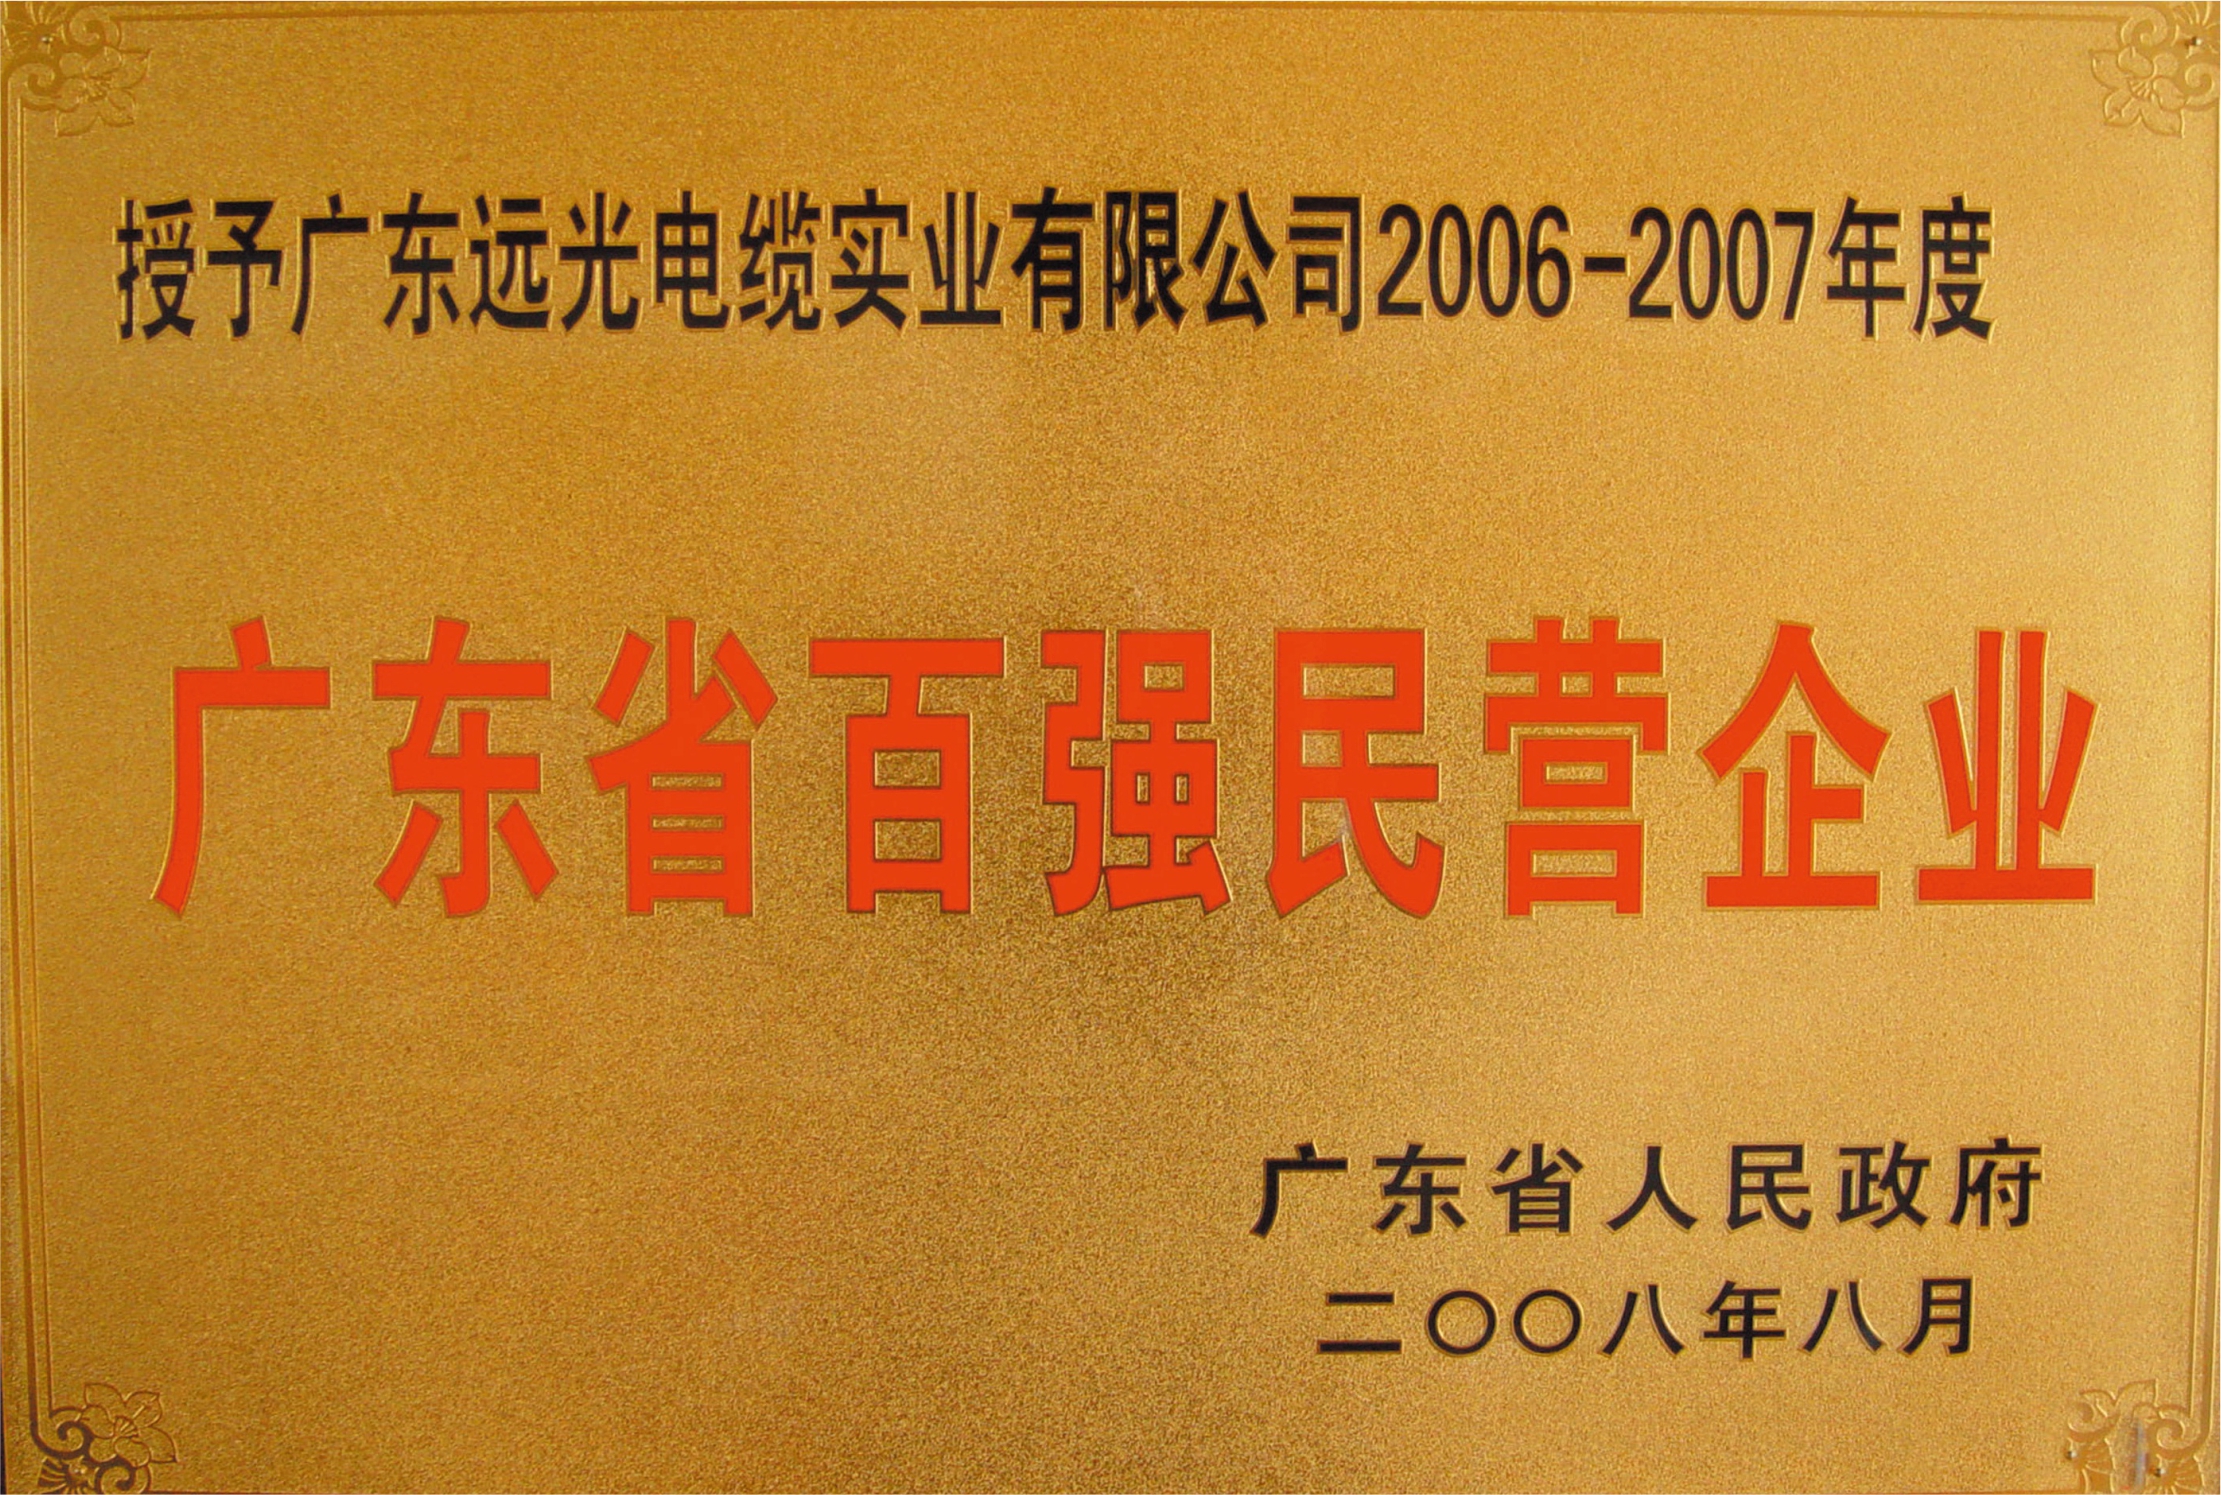 授予广东远光电缆实业有限公司2006-2007年度
广东省百强民营企业
广东省人民政府
二〇〇八年八月